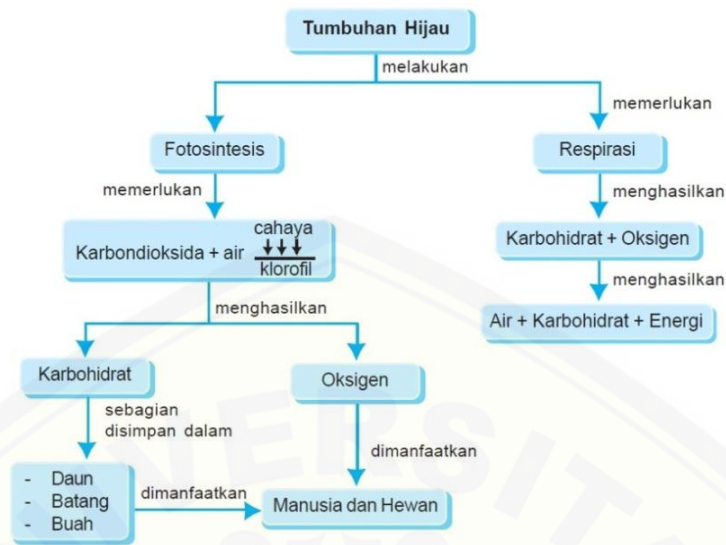 Tumbuhan Hijau
melakukan
memerlukan
Fotosintesis
Respirasi
memerlukan
menghasilkan
cahaya
Karbondioksida + air
klorofil
Karbohidrat + Oksigen
menghasilkan
menghasilkan
Air + Karbohidrat + Energi
Karbohidrat
Oksigen
sebagian
disimpan dalam
dimanfaatkan
- Daun
- Batang
- Buah
dimanfaatkan
Manusia dan Hewan
VERSITA